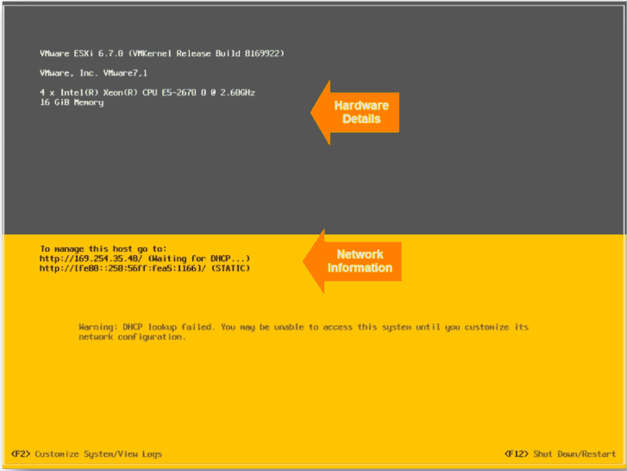 VMware ESXi 6.7.0 (VMKernel Release Build 8169922)
VMware, Inc. VMware7,1
4 x Intel(R) Xeon(R) CPU E5-2670 0 @ 2.60GHz
16 GiB Memory
Hardware
Details
To manage this host go to:
http://169.254.35.40/ (Waiting for DHCP...)
http://[fe80::250:56ff:fea5:1166]/ (STATIC)
Network
Information
Warning: DHCP lookup failed. You may be unable to access this system until you customize its
network configuration.
<F2> Customize System/View Logs
<F12> Shut Down/Restart